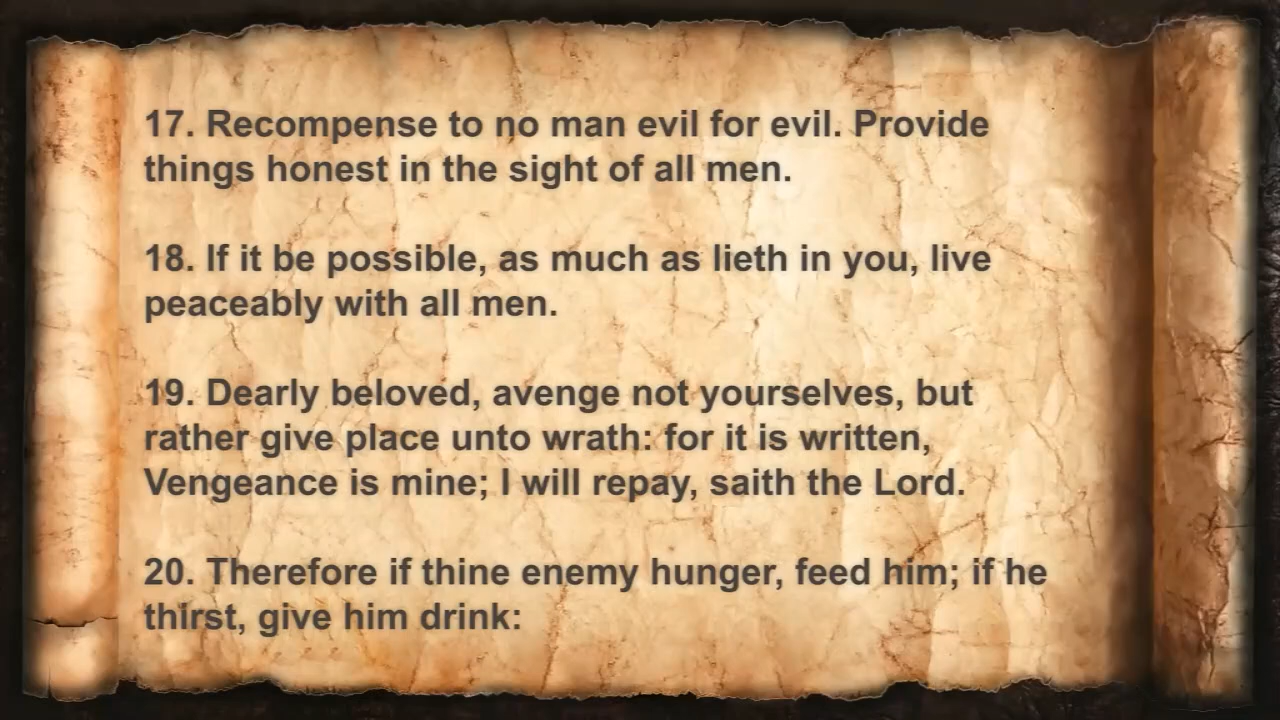 17. Recompense to no man evil for evil. Provide
things honest in the sight of all men.
18. If it be possible, as much as lieth in you, live
peaceably with all men.
19. Dearly beloved, avenge not yourselves, but
rather give place unto wrath: for it is written,
Vengeance is mine; I will repay, saith the Lord.
20. Therefore if thine enemy hunger, feed him; if he
thirst, give him drink: